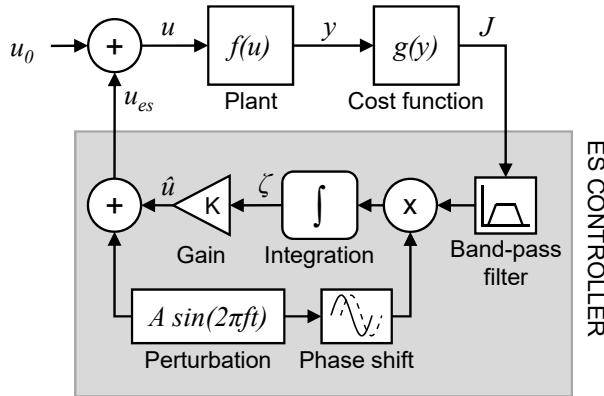 u₀
+
u
f(u)
y
g(y)
J
Plant
Cost function
uₑₛ
ES CONTROLLER
+
û
K
ζ
∫
x
Gain
Integration
Band-pass
filter
A sin(2πft)
Perturbation
Phase shift